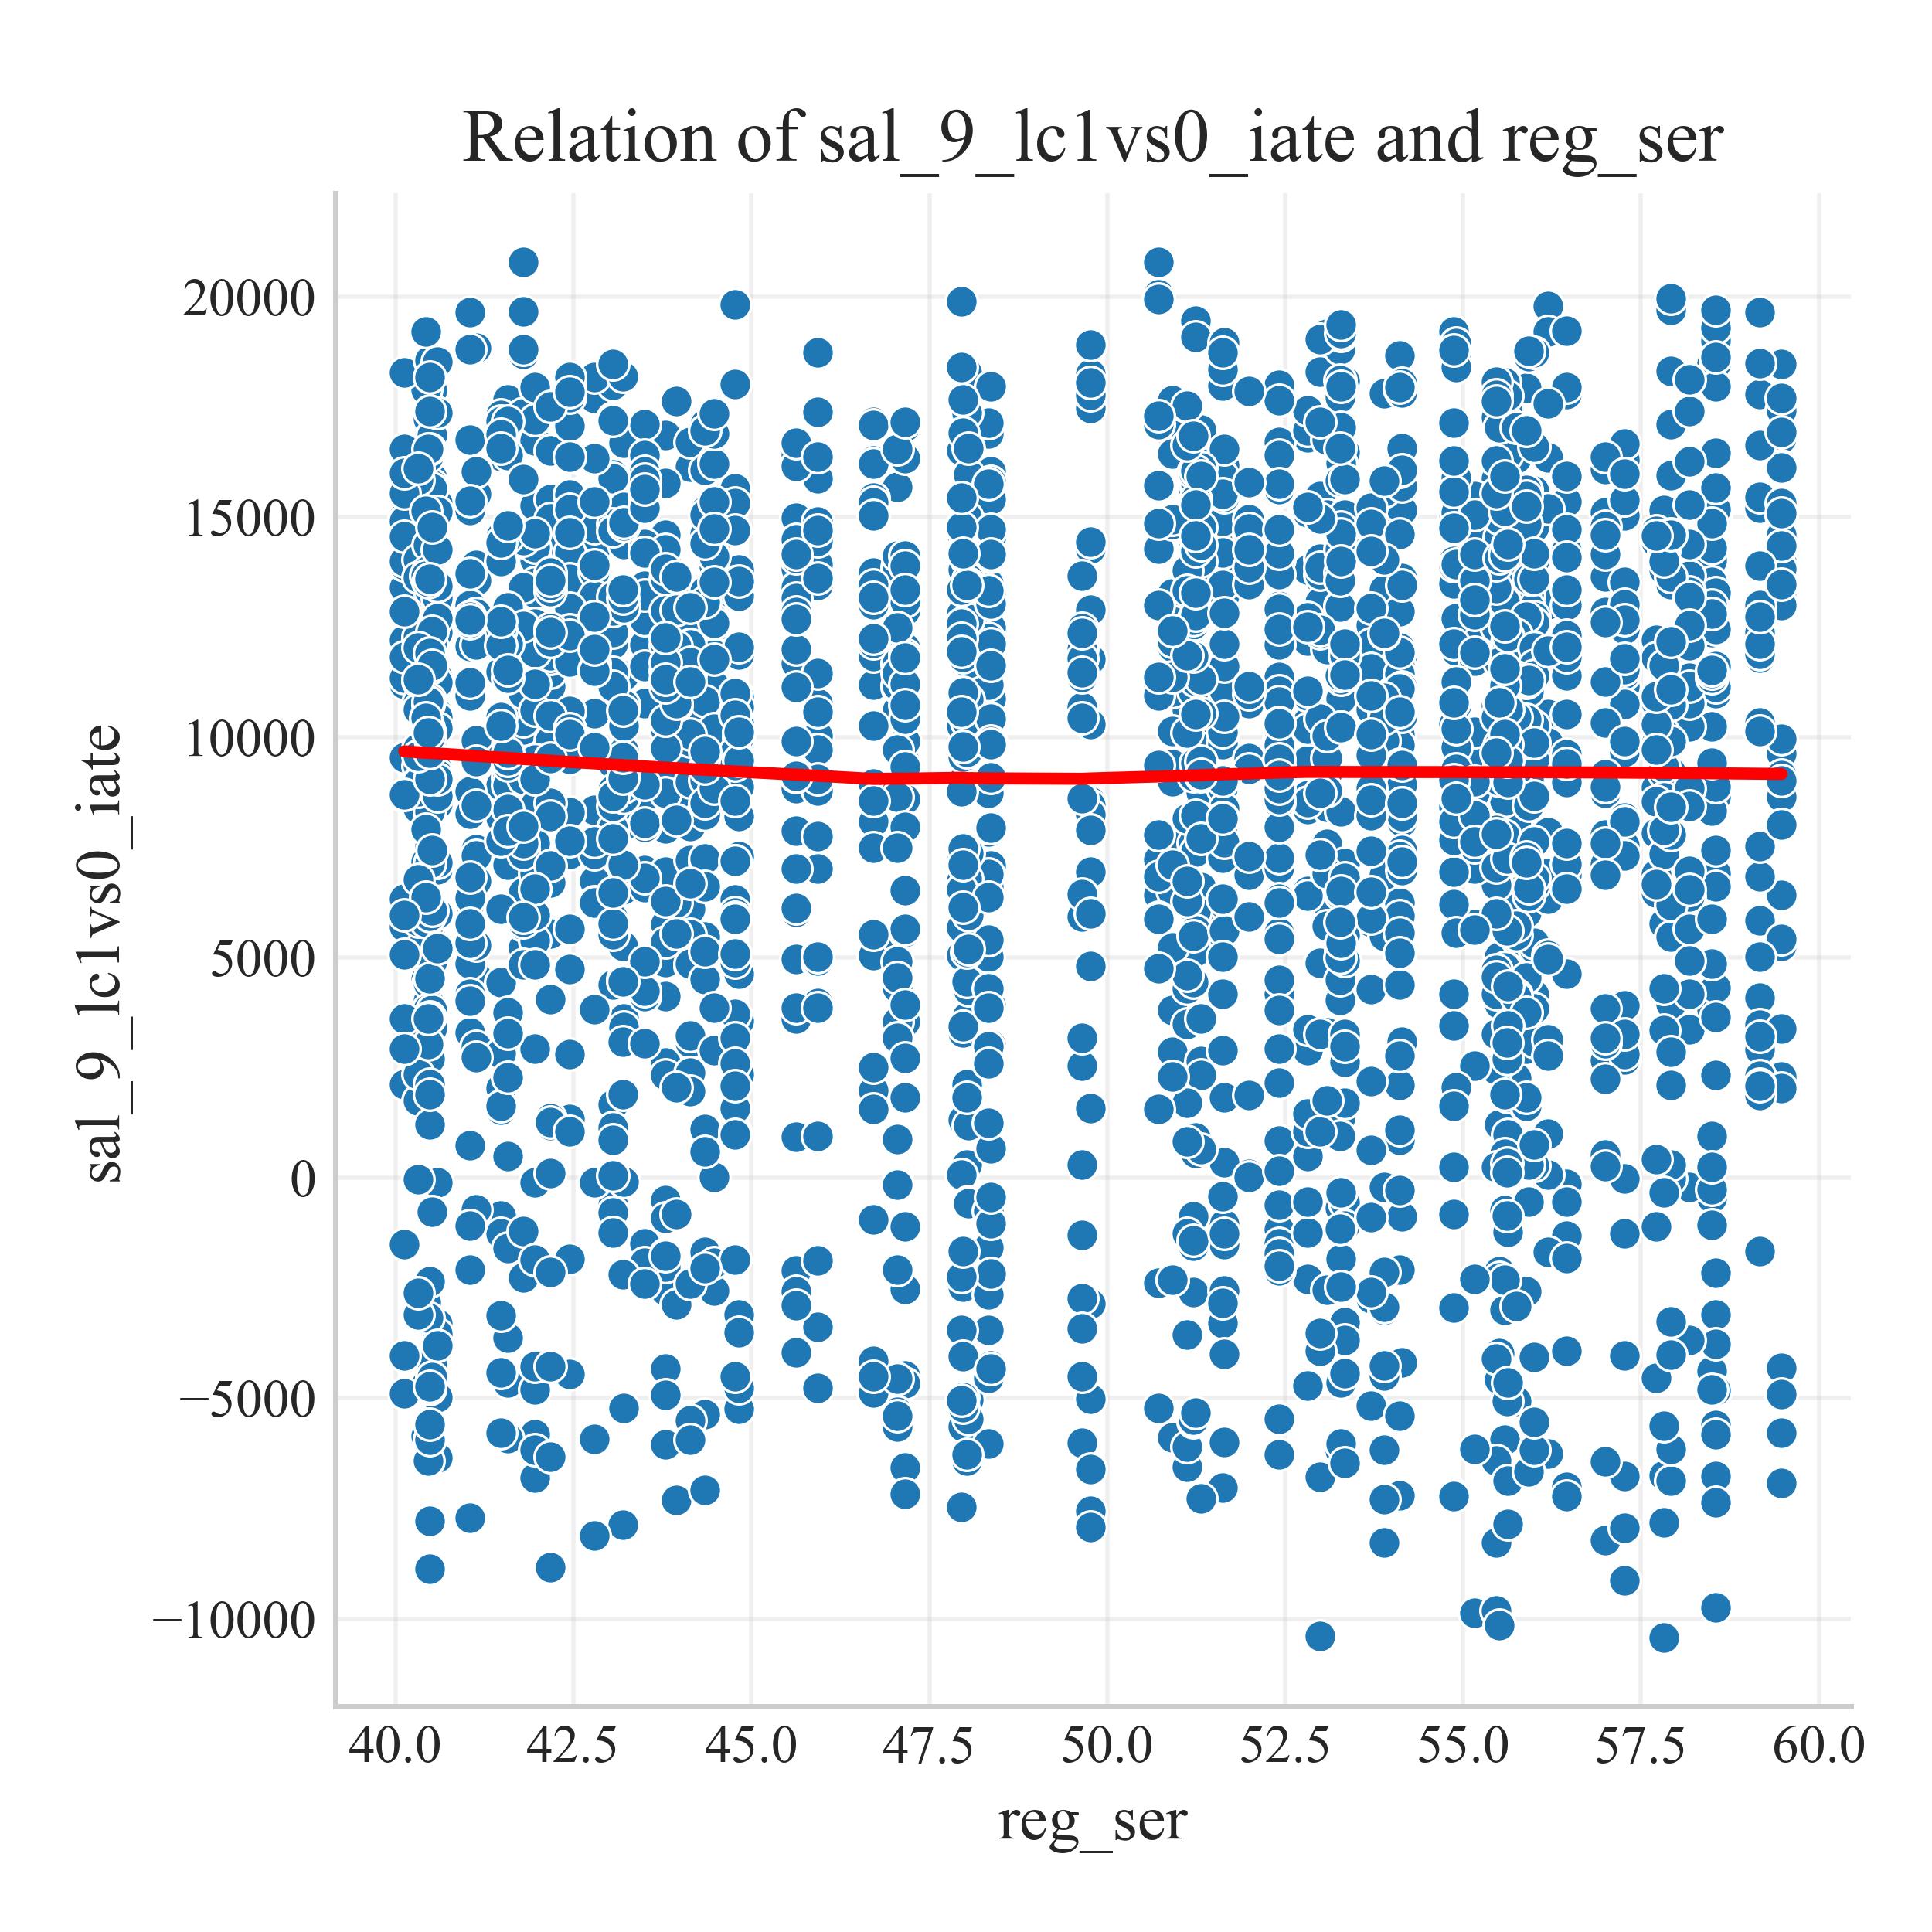 Relation of sal_9_lc1vs0_iate and reg_ser
sal_9_lc1vs0_iate
20000
15000
10000
5000
0
−5000
−10000
40.0 42.5 45.0 47.5 50.0 52.5 55.0 57.5 60.0
reg_ser